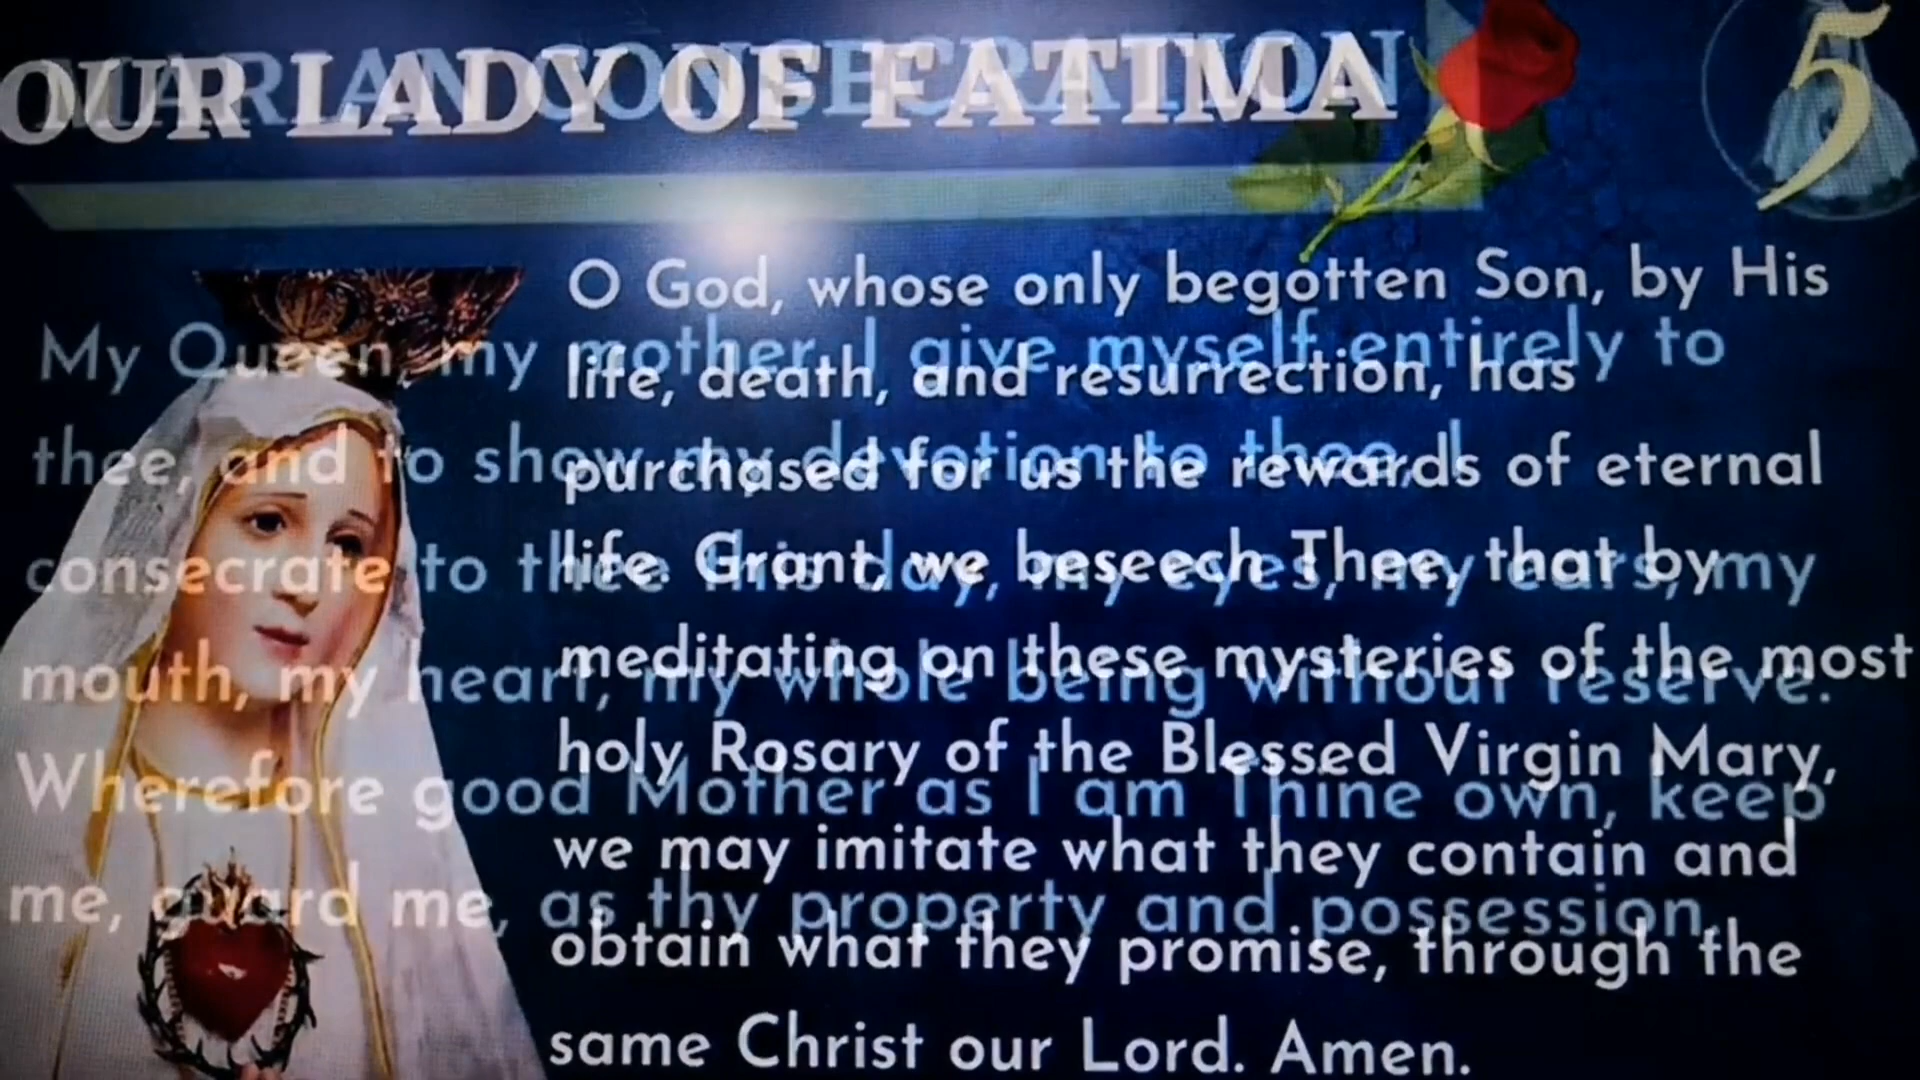 OUR LADY OF FATIMA
MARIAN CONSECRATION
5
O God, whose only begotten Son, by His
life, death, and resurrection, has
purchased for us the rewards of eternal
life. Grant, we beseech Thee, that by
meditating on these mysteries of the most
holy Rosary of the Blessed Virgin Mary,
we may imitate what they contain and
obtain what they promise, through the
same Christ our Lord. Amen.
My Queen, my mother, I give myself entirely to
thee, and to show my devotion to thee, I
consecrate to thee this day, my eyes, my ears, my
mouth, my heart, my whole being without reserve.
Wherefore good Mother as I am Thine own, keep
me, guard me, as thy property and possession.